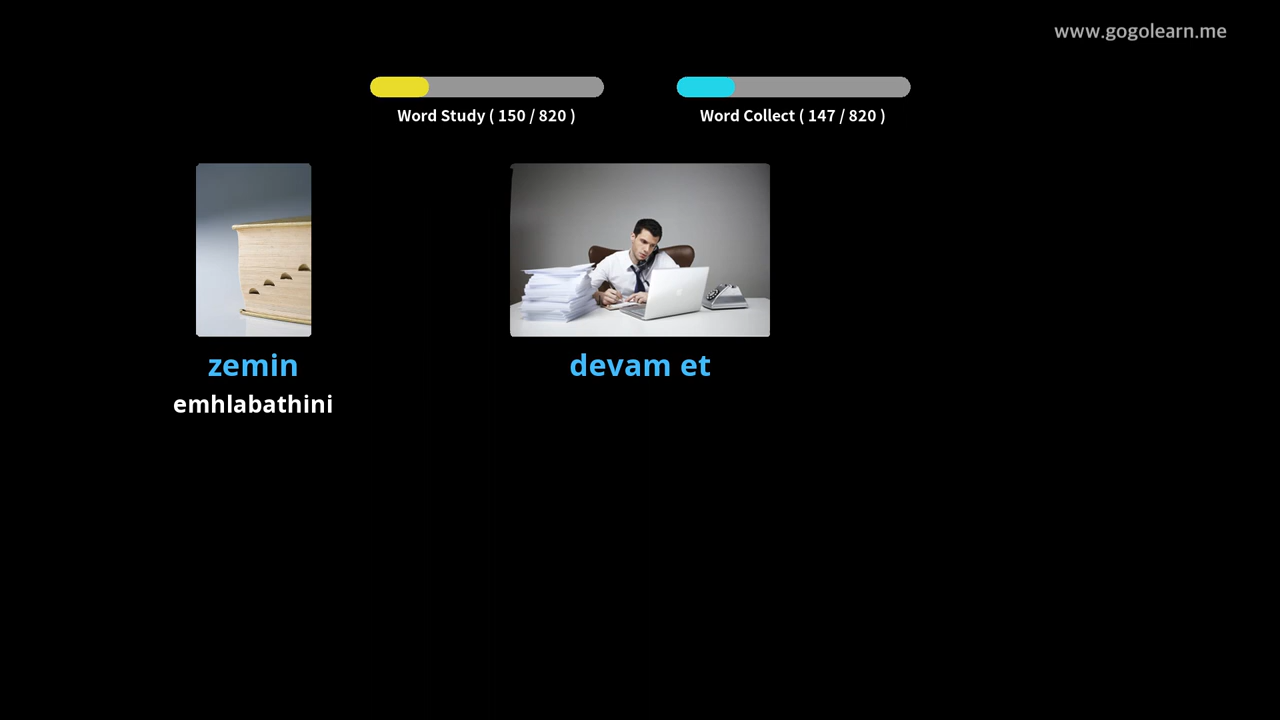 www.gogolearn.me
Word Study ( 150 / 820 )
Word Collect ( 147 / 820 )
zemin
emhlabathini
devam et